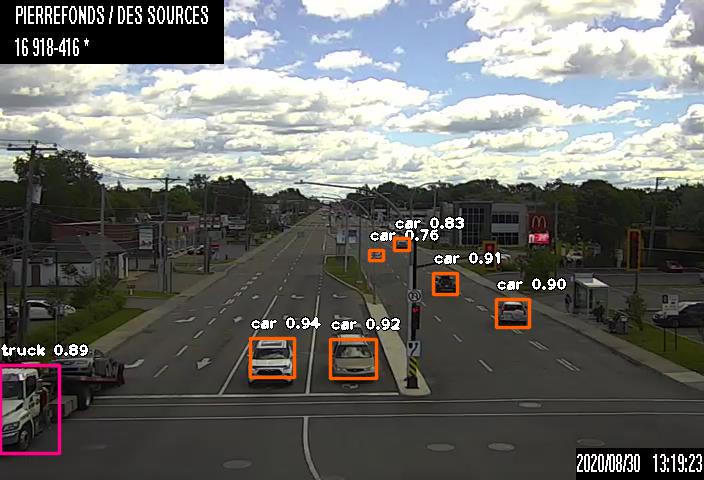 PIERREFONDS / DES SOURCES
16 918-416 *
car 0.83
car 0.76
car 0.91
car 0.90
car 0.94
car 0.92
truck 0.89
2020/08/30 13:19:23